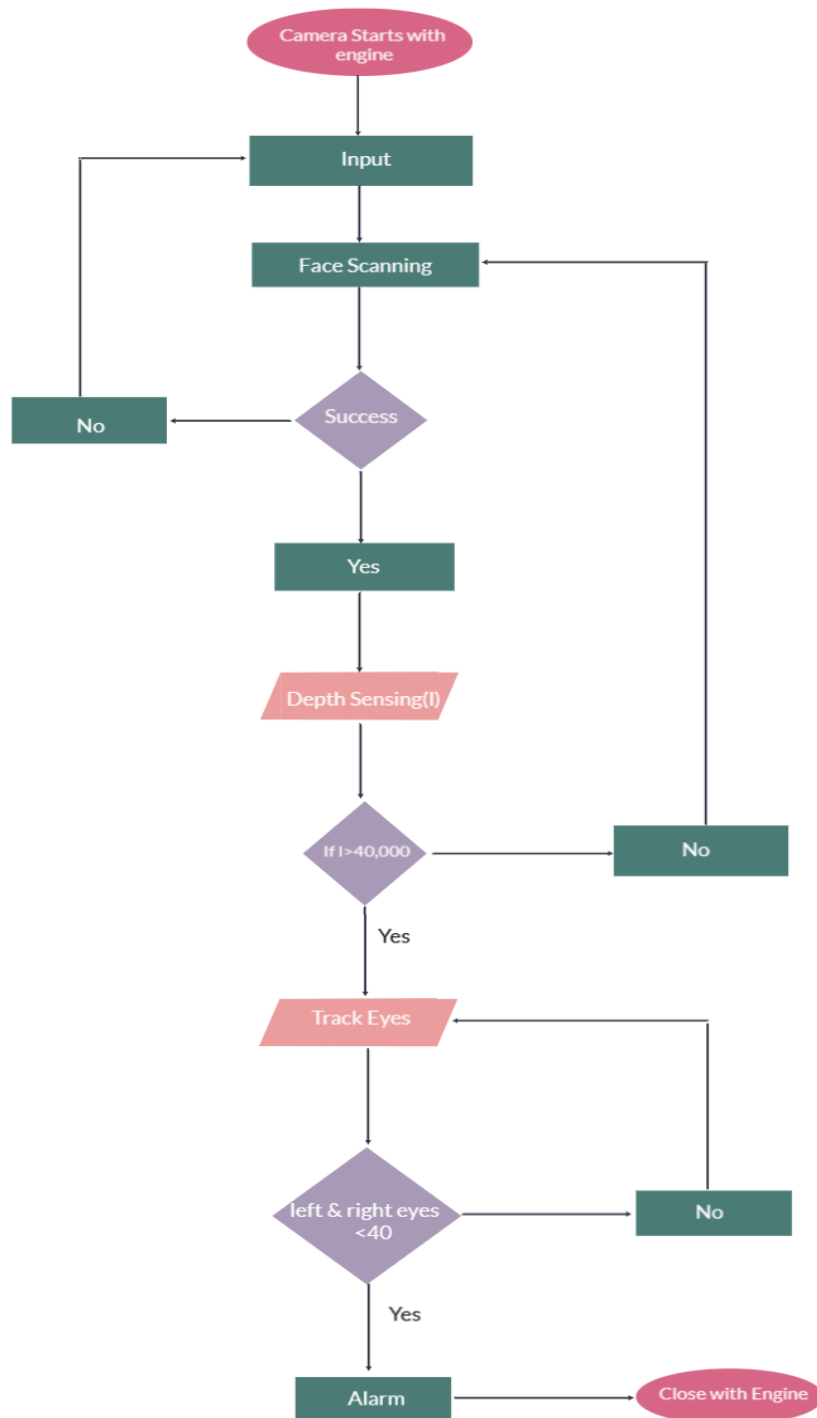 Camera Starts with
engine
Input
Face Scanning
Success
No
Yes
Depth Sensing(I)
If I>40,000
No
Yes
Track Eyes
left & right eyes
<40
No
Yes
Alarm
Close with Engine